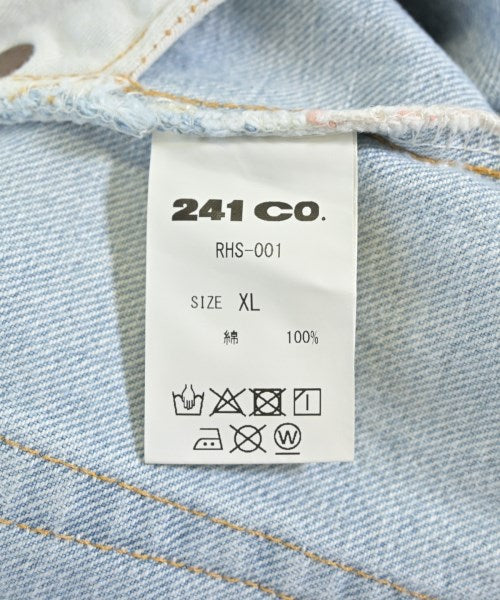 241 CO.
RHS-001
SIZE XL
綿 100%
W